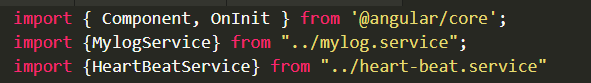 import { Component, OnInit } from '@angular/core';
import {MylogService} from "../mylog.service";
import {HeartBeatService} from "../heart-beat.service"